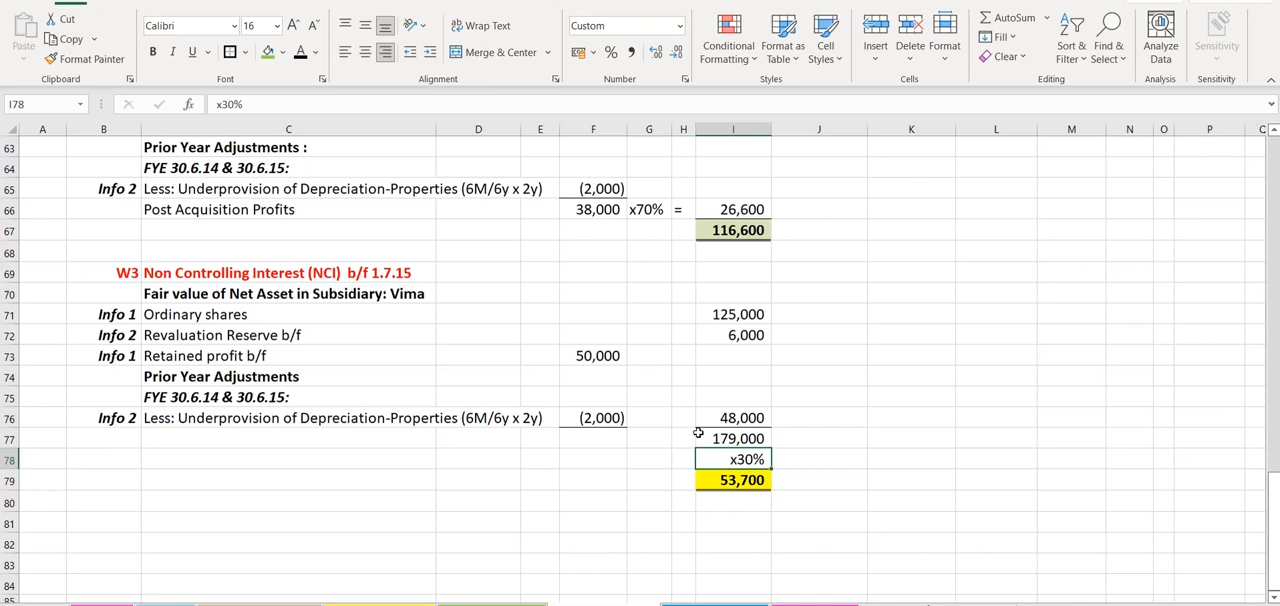 Cut
Copy
Format Painter
Paste
Clipboard
Calibri 16 A A
B I U A
Font
Wrap Text
Merge & Center
Alignment
Custom
% 9
Number
Conditional Formatting
Format as Table
Cell Styles
Styles
Insert Delete Format
Cells
AutoSum
Fill
Clear
Sort & Filter
Find & Select
Editing
Analyze Data
Analysis
Sensitivity
Sensitivity
I78 fx x30%
A B C D E F G H I J K L M N O P
63 Prior Year Adjustments :
64 FYE 30.6.14 & 30.6.15:
65 Info 2 Less: Underprovision of Depreciation-Properties (6M/6y x 2y) (2,000)
66 Post Acquisition Profits 38,000 x70% = 26,600
67 116,600
68
69 W3 Non Controlling Interest (NCI) b/f 1.7.15
70 Fair value of Net Asset in Subsidiary: Vima
71 Info 1 Ordinary shares 125,000
72 Info 2 Revaluation Reserve b/f 6,000
73 Info 1 Retained profit b/f 50,000
74 Prior Year Adjustments
75 FYE 30.6.14 & 30.6.15:
76 Info 2 Less: Underprovision of Depreciation-Properties (6M/6y x 2y) (2,000) 48,000
77 179,000
78 x30%
79 53,700
80
81
82
83
84